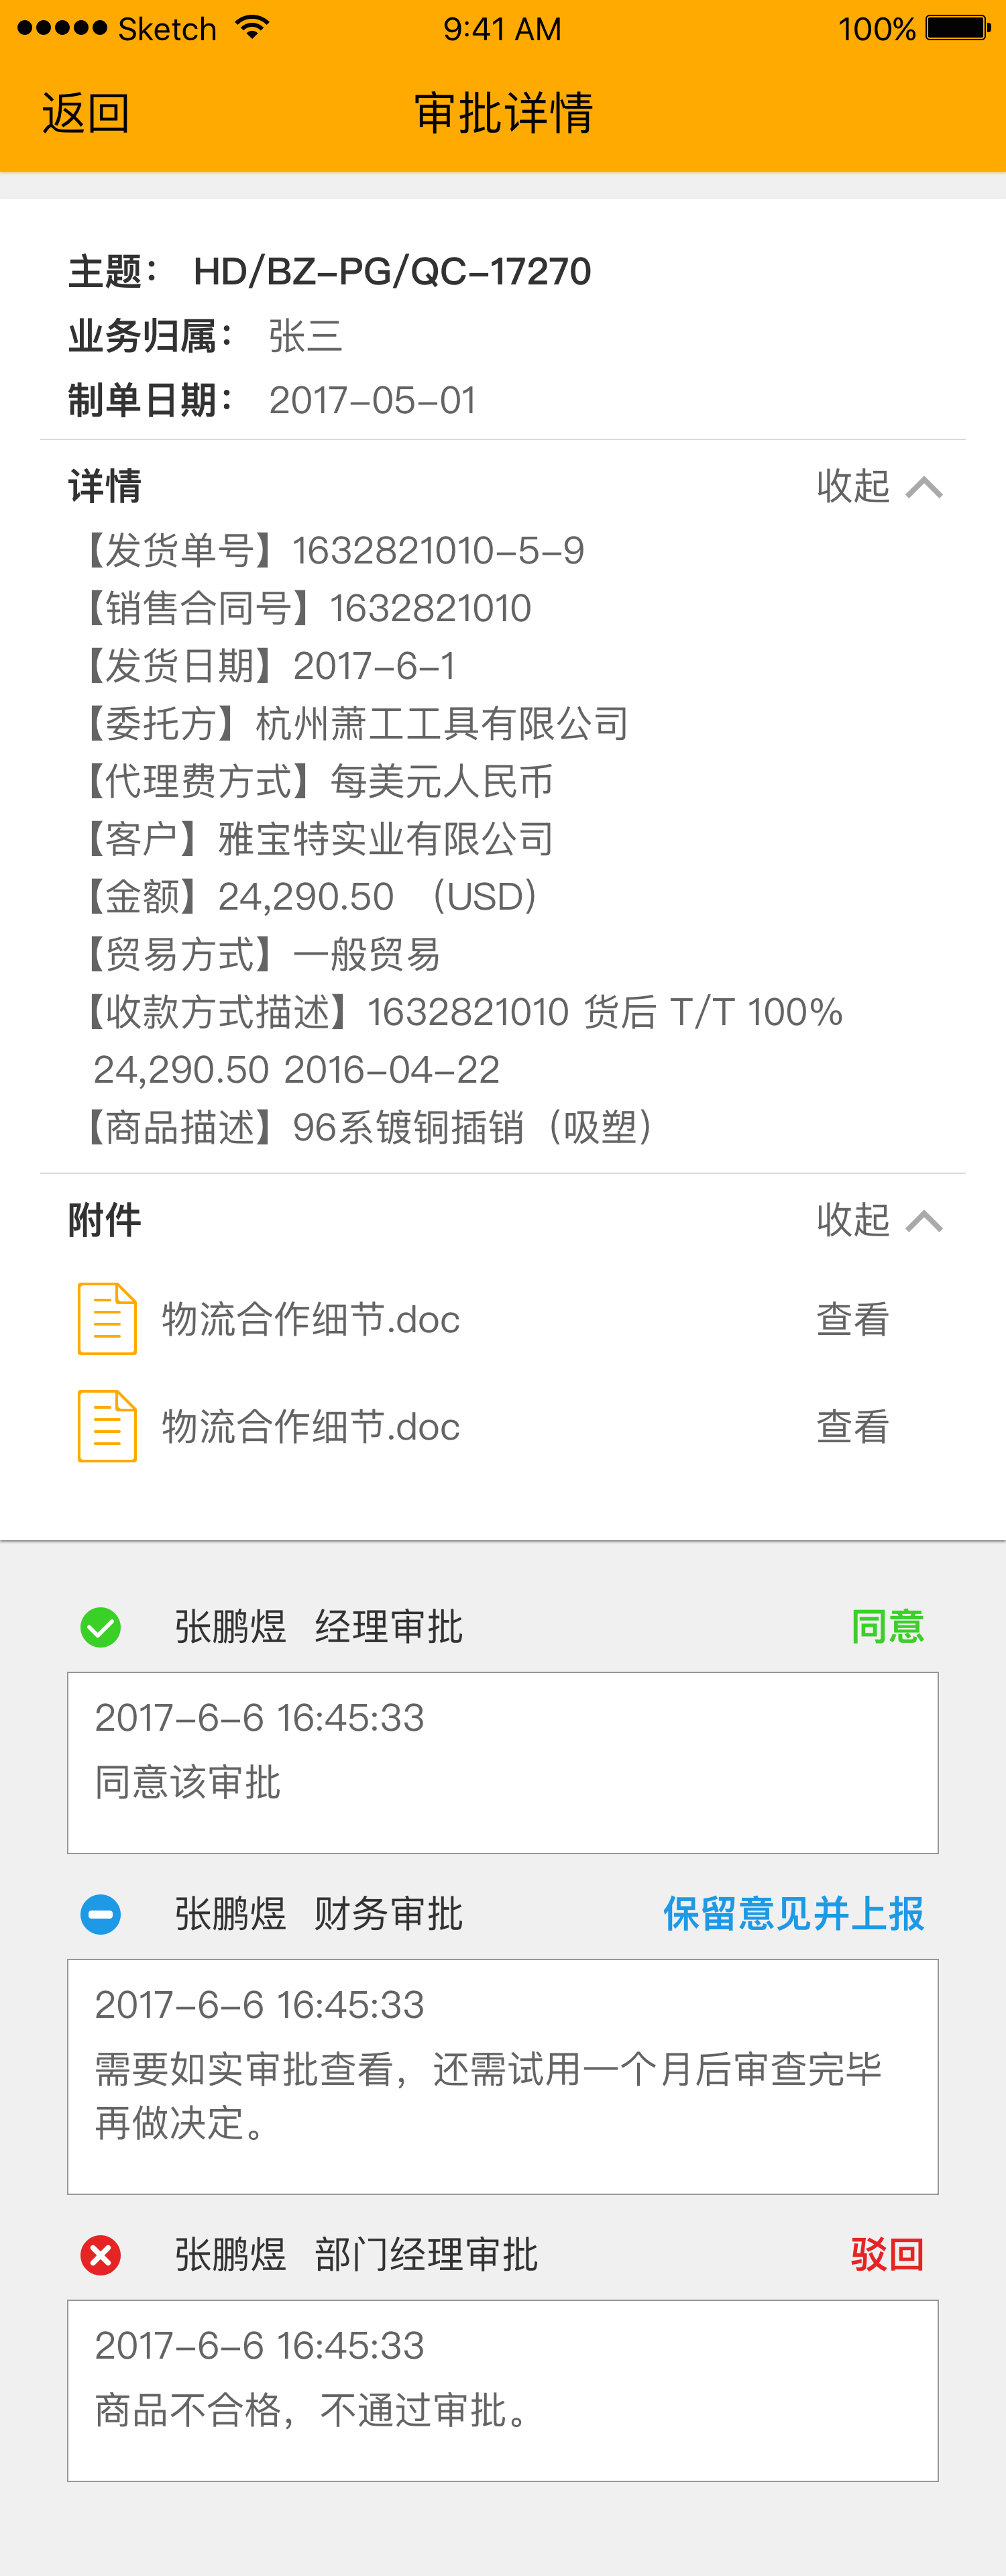 Sketch 9:41 AM 100%
返回 审批详情
主题： HD/BZ-PG/QC-17270
业务归属： 张三
制单日期： 2017-05-01
详情 收起
【发货单号】1632821010-5-9
【销售合同号】1632821010
【发货日期】2017-6-1
【委托方】杭州萧工工具有限公司
【代理费方式】每美元人民币
【客户】雅宝特实业有限公司
【金额】24,290.50 （USD）
【贸易方式】一般贸易
【收款方式描述】1632821010 货后 T/T 100%
24,290.50 2016-04-22
【商品描述】96系镀铜插销（吸塑）
附件 收起
物流合作细节.doc 查看
物流合作细节.doc 查看
张鹏煜 经理审批 同意
2017-6-6 16:45:33
同意该审批
张鹏煜 财务审批 保留意见并上报
2017-6-6 16:45:33
需要如实审批查看，还需试用一个月后审查完毕
再做决定。
张鹏煜 部门经理审批 驳回
2017-6-6 16:45:33
商品不合格，不通过审批。